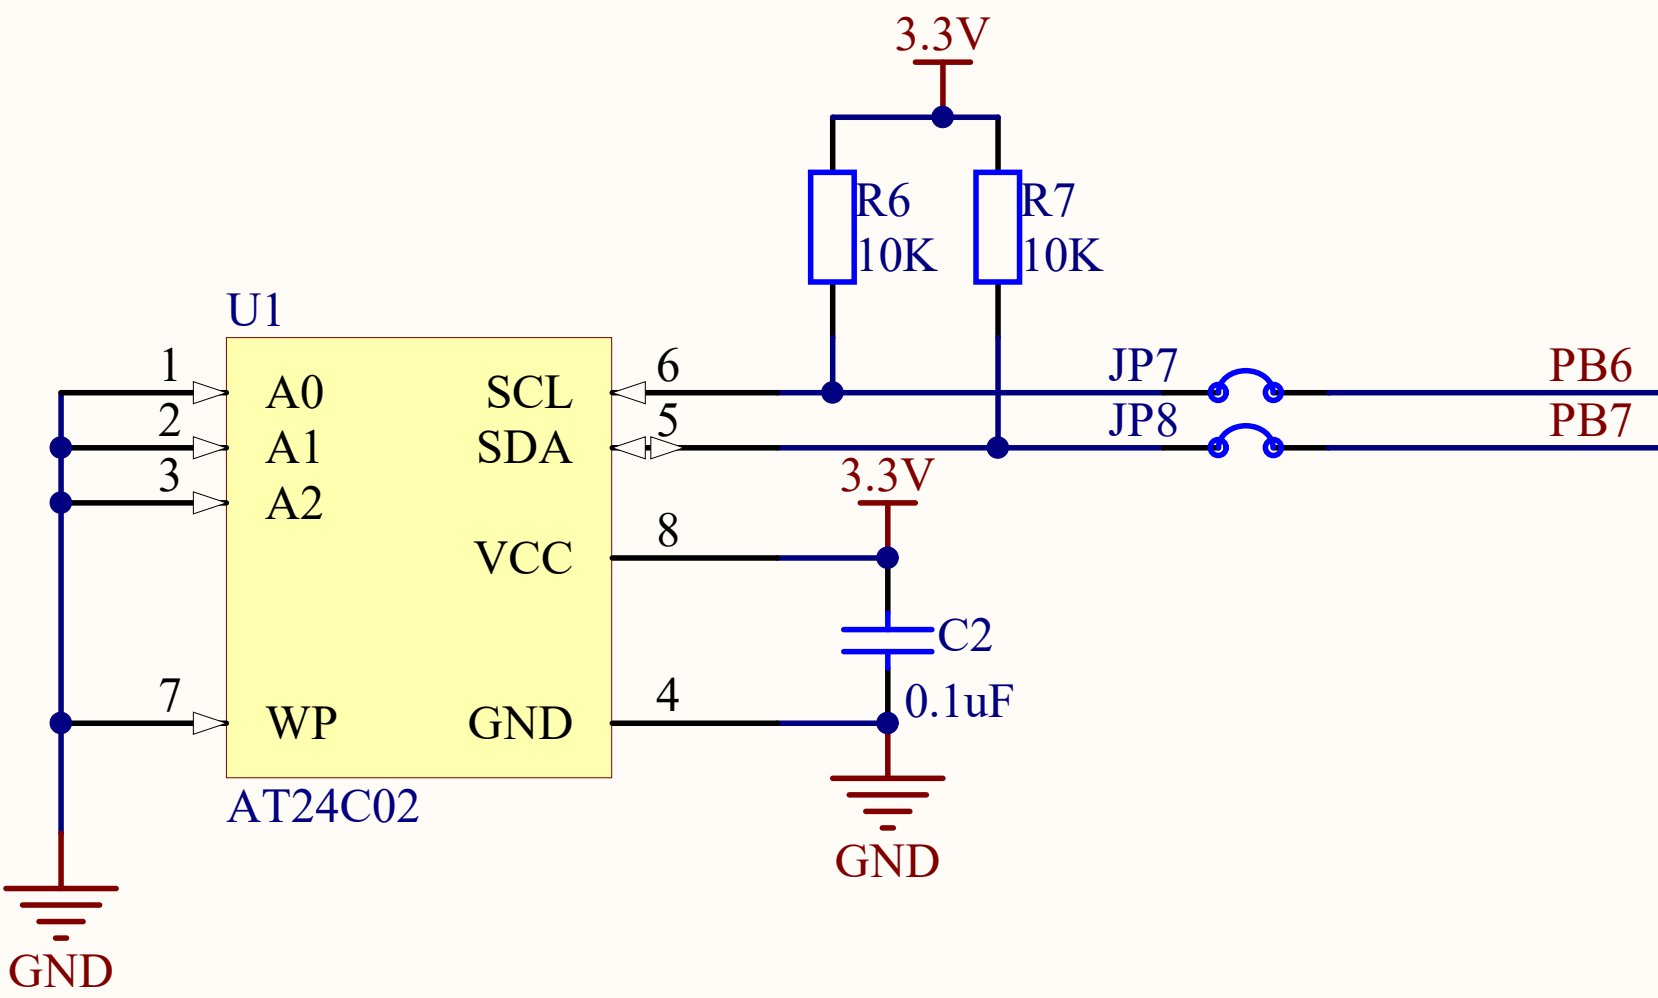 3.3V
R6
10K
R7
10K
U1
1
A0
SCL
6
JP7
PB6
2
A1
SDA
5
JP8
PB7
3
A2
3.3V
VCC
8
C2
0.1uF
7
WP
GND
4
AT24C02
GND
GND